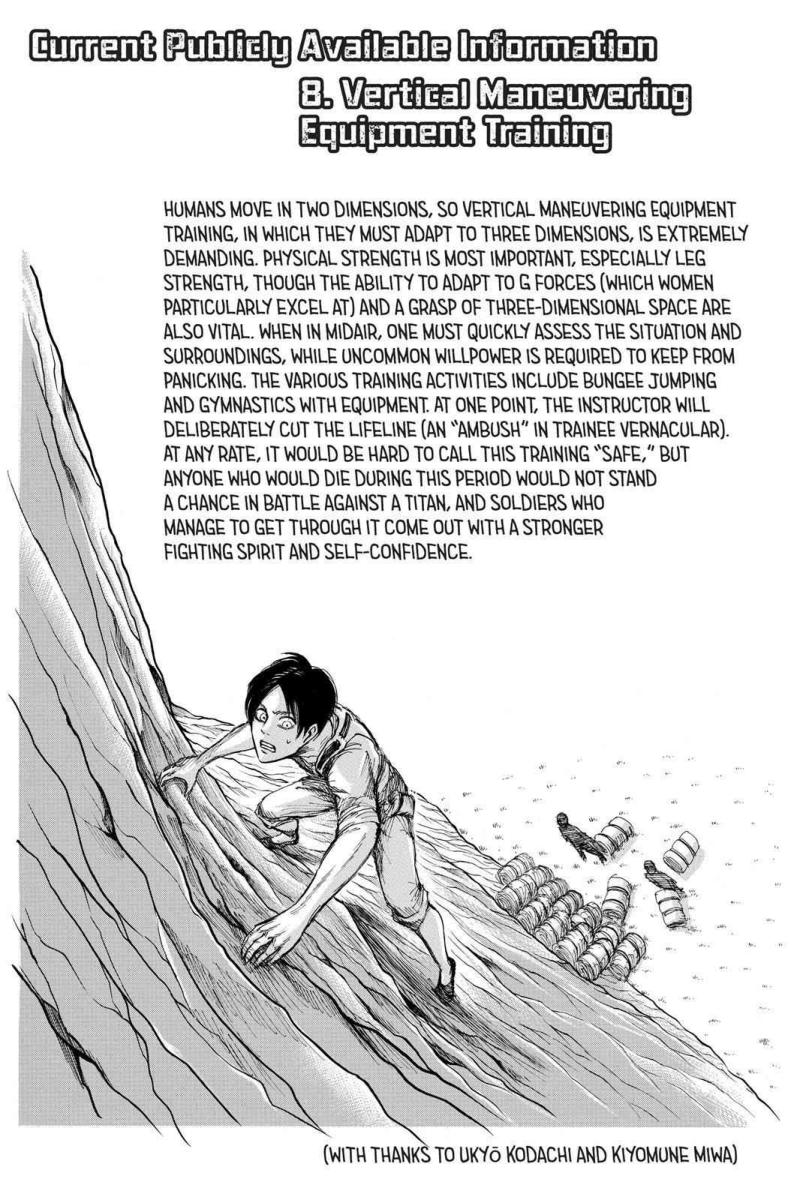 Current Publicly Available Information
8. Vertical Maneuvering
Equipment Training
HUMANS MOVE IN TWO DIMENSIONS, SO VERTICAL MANEUVERING EQUIPMENT
TRAINING, IN WHICH THEY MUST ADAPT TO THREE DIMENSIONS, IS EXTREMELY
DEMANDING. PHYSICAL STRENGTH IS MOST IMPORTANT, ESPECIALLY LEG
STRENGTH, THOUGH THE ABILITY TO ADAPT TO G FORCES (WHICH WOMEN
PARTICULARLY EXCEL AT) AND A GRASP OF THREE-DIMENSIONAL SPACE ARE
ALSO VITAL. WHEN IN MIDAIR, ONE MUST QUICKLY ASSESS THE SITUATION AND
SURROUNDINGS, WHILE UNCOMMON WILLPOWER IS REQUIRED TO KEEP FROM
PANICKING. THE VARIOUS TRAINING ACTIVITIES INCLUDE BUNGEE JUMPING
AND GYMNASTICS WITH EQUIPMENT. AT ONE POINT, THE INSTRUCTOR WILL
DELIBERATELY CUT THE LIFELINE (AN "AMBUSH" IN TRAINEE VERNACULAR).
AT ANY RATE, IT WOULD BE HARD TO CALL THIS TRAINING "SAFE," BUT
ANYONE WHO WOULD DIE DURING THIS PERIOD WOULD NOT STAND
A CHANCE IN BATTLE AGAINST A TITAN, AND SOLDIERS WHO
MANAGE TO GET THROUGH IT COME OUT WITH A STRONGER
FIGHTING SPIRIT AND SELF-CONFIDENCE.
(WITH THANKS TO UKYŌ KODACHI AND KIYOMUNE MIWA)